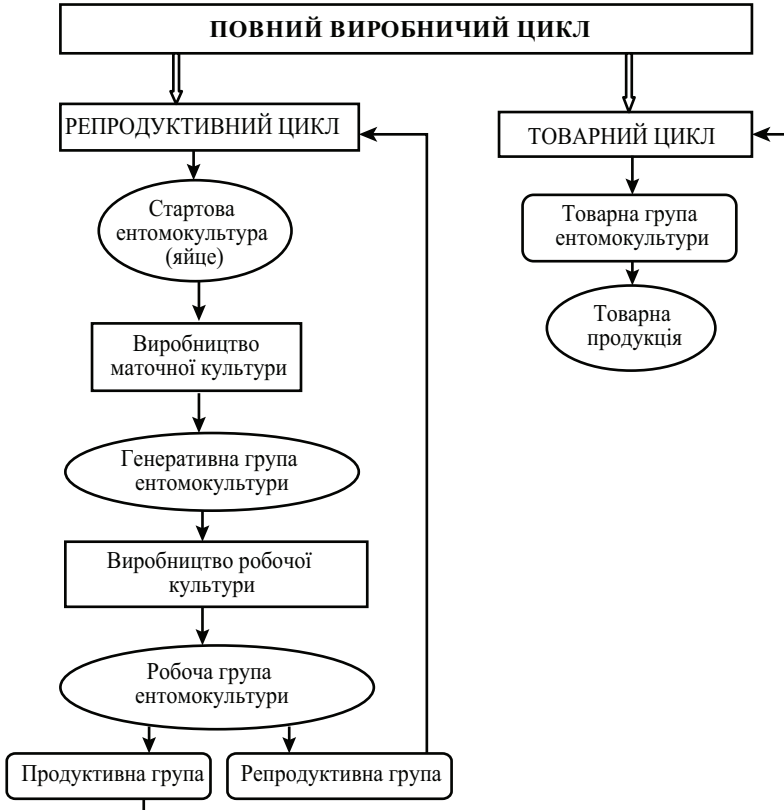 ПОВНИЙ ВИРОБНИЧИЙ ЦИКЛ
РЕПРОДУКТИВНИЙ ЦИКЛ
Стартова
ентомокультура
(яйце)
Виробництво
маточної культури
Генеративна група
ентомокультури
Виробництво робочої
культури
Робоча група
ентомокультури
Продуктивна група
Репродуктивна група
ТОВАРНИЙ ЦИКЛ
Товарна група
ентомокультури
Товарна
продукція